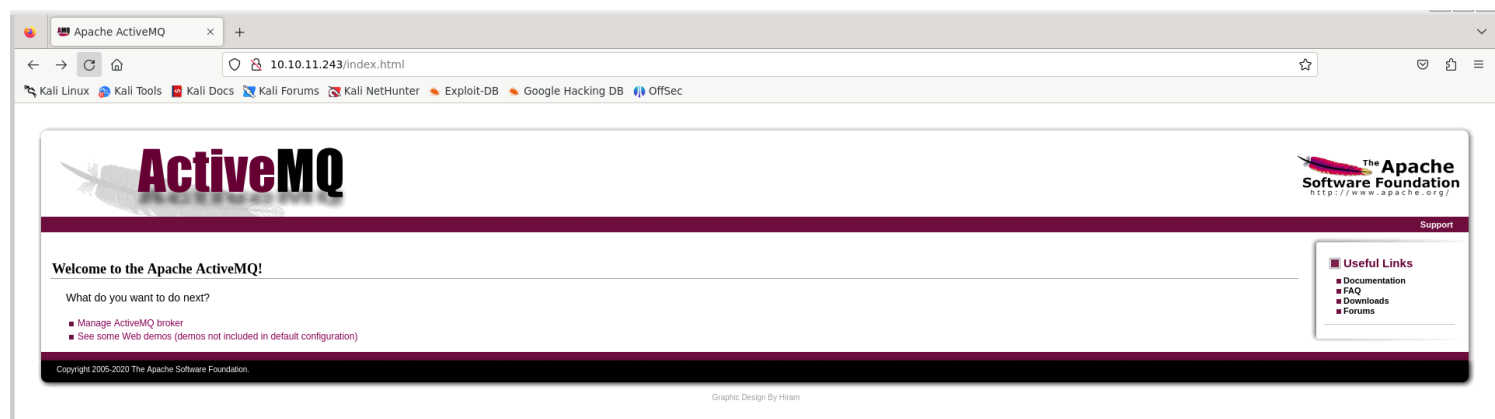 Apache ActiveMQ
10.10.11.243/index.html
Kali Linux Kali Tools Kali Docs Kali Forums Kali NetHunter Exploit-DB Google Hacking DB OffSec
ActiveMQ
The Apache
Software Foundation
http://www.apache.org/
Support
Welcome to the Apache ActiveMQ!
What do you want to do next?
Manage ActiveMQ broker
See some Web demos (demos not included in default configuration)
Useful Links
Documentation
FAQ
Downloads
Forums
Copyright 2005-2020 The Apache Software Foundation.
Graphic Design By Hiram